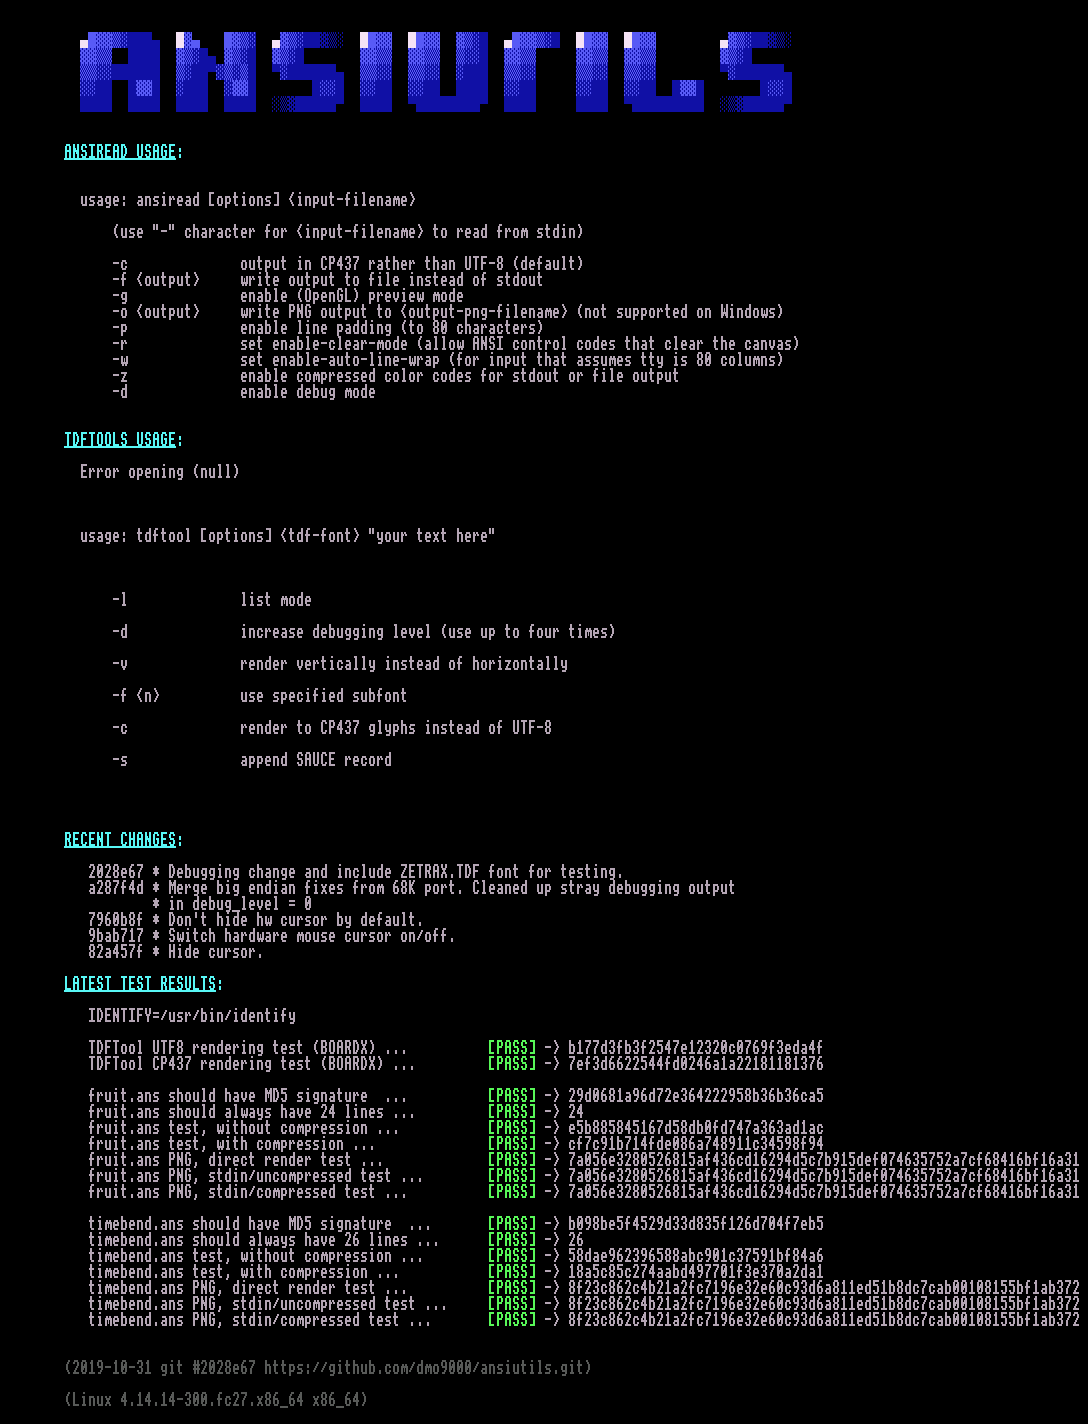 ANSIUTILS
ANSIREAD USAGE:
usage: ansiread [options] <input-filename>
(use "-" character for <input-filename> to read from stdin)
-c output in CP437 rather than UTF-8 (default)
-f <output> write output to file instead of stdout
-g enable (OpenGL) preview mode
-o <output> write PNG output to <output-png-filename> (not supported on Windows)
-p enable line padding (to 80 characters)
-r set enable-clear-mode (allow ANSI control codes that clear the canvas)
-w set enable-auto-line-wrap (for input that assumes tty is 80 columns)
-z enable compressed color codes for stdout or file output
-d enable debug mode
TDFTOOLS USAGE:
Error opening (null)
usage: tdftool [options] <tdf-font> "your text here"
-l list mode
-d increase debugging level (use up to four times)
-v render vertically instead of horizontally
-f <n> use specified subfont
-c render to CP437 glyphs instead of UTF-8
-s append SAUCE record
RECENT CHANGES:
2028e67 * Debugging change and include ZETRAX.TDF font for testing.
a287f4d * Merge big endian fixes from 68K port. Cleaned up stray debugging output
* in debug_level = 0
7960b8f * Don't hide hw cursor by default.
9bab717 * Switch hardware mouse cursor on/off.
82a457f * Hide cursor.
LATEST TEST RESULTS:
IDENTIFY=/usr/bin/identify
TDFTool UTF8 rendering test (BOARDX) ... [PASS] -> b177d3fb3f2547e12320c0769f3eda4f
TDFTool CP437 rendering test (BOARDX) ... [PASS] -> 7ef3d6622544fd0246a1a22181181376
fruit.ans should have MD5 signature ... [PASS] -> 29d0681a96d72e364222958b36b36ca5
fruit.ans should always have 24 lines ... [PASS] -> 24
fruit.ans test, without compression ... [PASS] -> e5b885845167d58db0fd747a363ad1ac
fruit.ans test, with compression ... [PASS] -> cf7c91b714fde086a748911c34598f94
fruit.ans PNG, direct render test ... [PASS] -> 7a056e3280526815af436cd16294d5c7b915def074635752a7cf68416bf16a31
fruit.ans PNG, stdin/uncompressed test ... [PASS] -> 7a056e3280526815af436cd16294d5c7b915def074635752a7cf68416bf16a31
fruit.ans PNG, stdin/compressed test ... [PASS] -> 7a056e3280526815af436cd16294d5c7b915def074635752a7cf68416bf16a31
timebend.ans should have MD5 signature ... [PASS] -> b098be5f4529d33d835f126d704f7eb5
timebend.ans should always have 26 lines ... [PASS] -> 26
timebend.ans test, without compression ... [PASS] -> 58dae962396588abc901c37591bf84a6
timebend.ans test, with compression ... [PASS] -> 18a5c85c274aabd497701f3e370a2da1
timebend.ans PNG, direct render test ... [PASS] -> 8f23c862c4b21a2fc7196e32e60c93d6a811ed51b8dc7cab00108155bf1ab372
timebend.ans PNG, stdin/uncompressed test ... [PASS] -> 8f23c862c4b21a2fc7196e32e60c93d6a811ed51b8dc7cab00108155bf1ab372
timebend.ans PNG, stdin/compressed test ... [PASS] -> 8f23c862c4b21a2fc7196e32e60c93d6a811ed51b8dc7cab00108155bf1ab372
(2019-10-31 git #2028e67 https://github.com/dmo9000/ansiutils.git)
(Linux 4.14.14-300.fc27.x86_64 x86_64)